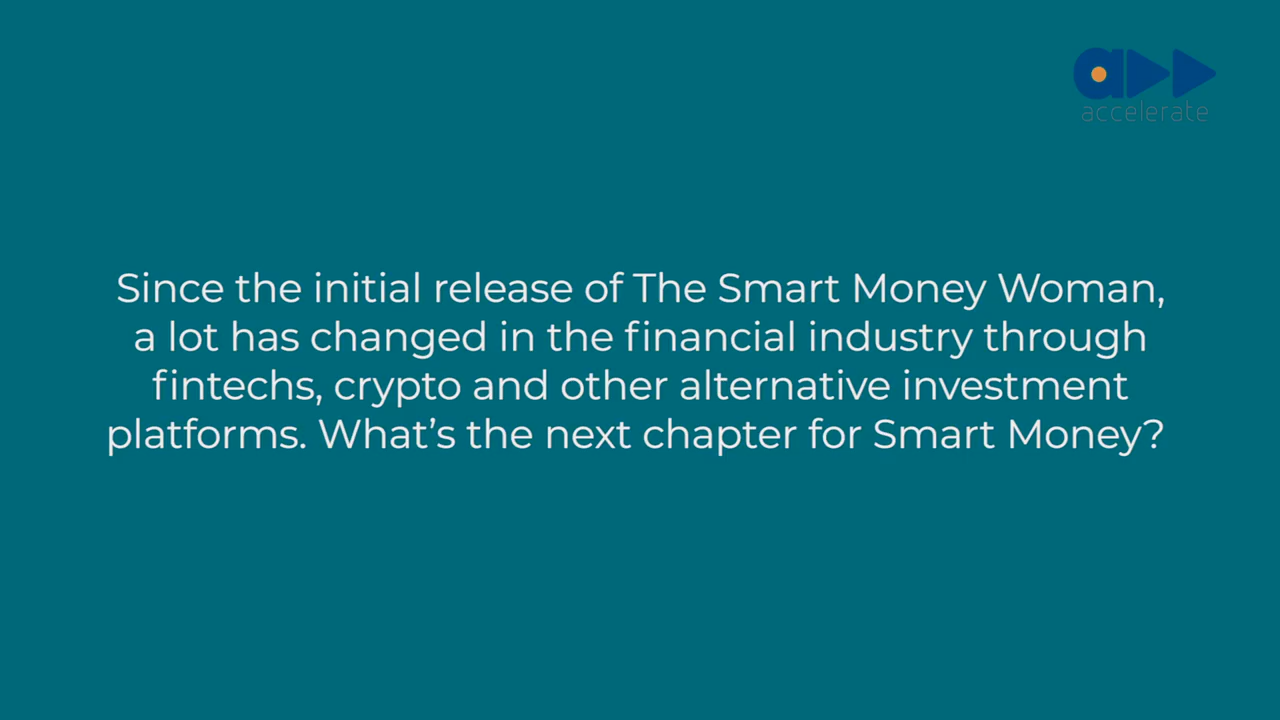 accelerate
Since the initial release of The Smart Money Woman,
a lot has changed in the financial industry through
fintechs, crypto and other alternative investment
platforms. What’s the next chapter for Smart Money?